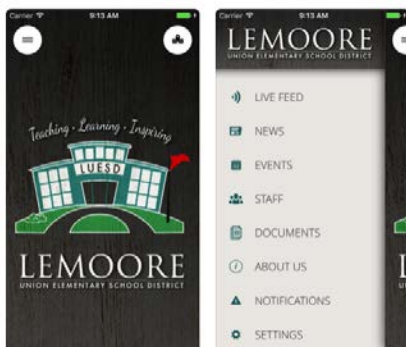 Carrier
9:13 AM
Teaching • Learning • Inspiring
LUESD
LEMOORE
UNION ELEMENTARY SCHOOL DISTRICT
Carrier
9:13 AM
LEMOORE
UNION ELEMENTARY SCHOOL DISTRICT
LIVE FEED
NEWS
EVENTS
STAFF
DOCUMENTS
ABOUT US
NOTIFICATIONS
SETTINGS